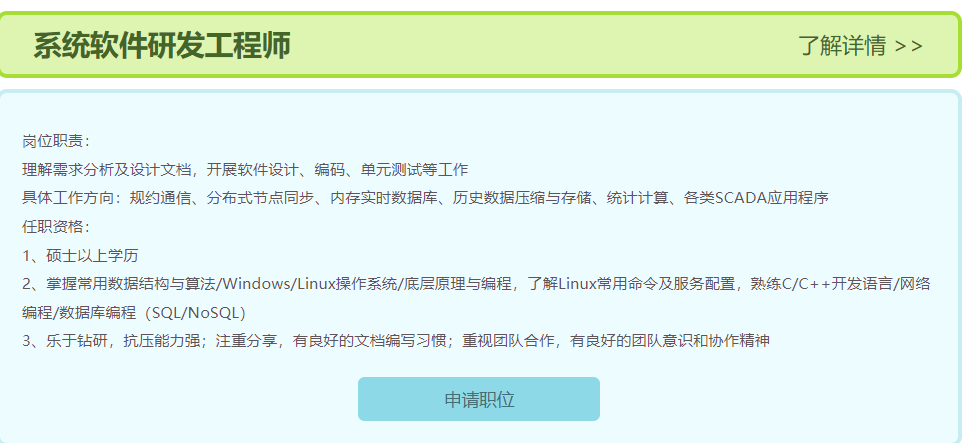 系统软件研发工程师
了解详情 >>
岗位职责：
理解需求分析及设计文档，开展软件设计、编码、单元测试等工作
具体工作方向：规约通信、分布式节点同步、内存实时数据库、历史数据压缩与存储、统计计算、各类SCADA应用程序
任职资格：
1、硕士以上学历
2、掌握常用数据结构与算法/Windows/Linux操作系统/底层原理与编程，了解Linux常用命令及服务配置，熟练C/C++开发语言/网络
编程/数据库编程（SQL/NoSQL）
3、乐于钻研，抗压能力强；注重分享，有良好的文档编写习惯；重视团队合作，有良好的团队意识和协作精神
申请职位